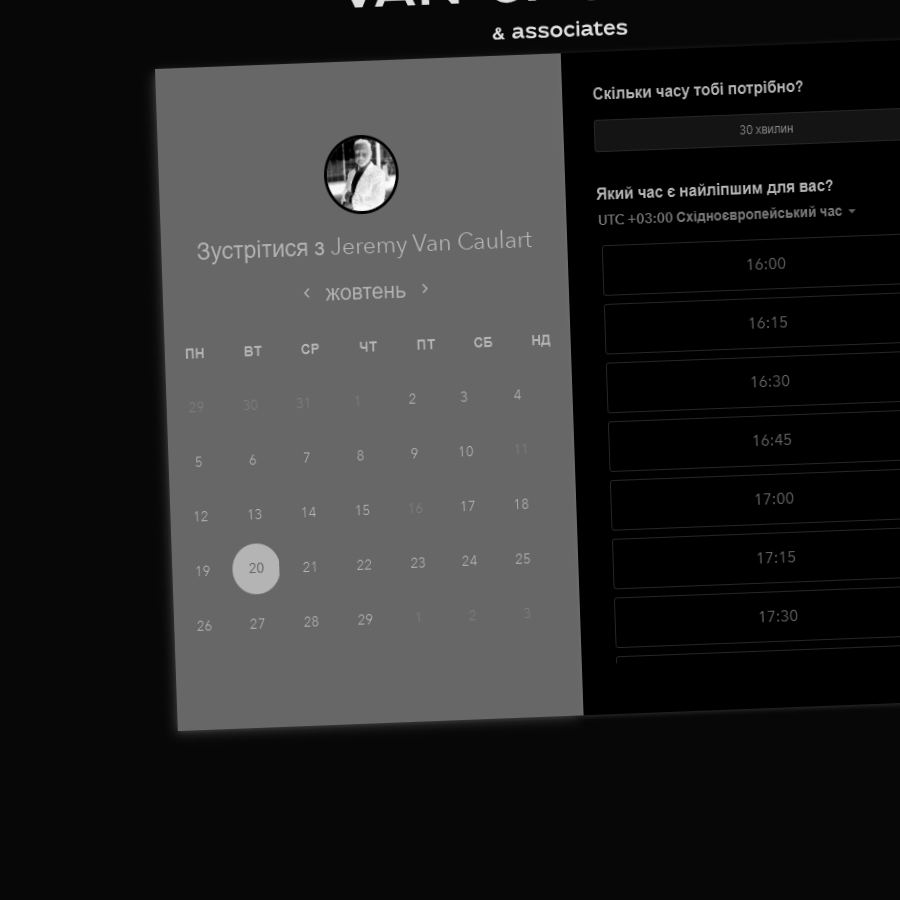 & associates
Зустрітися з Jeremy Van Caulart
жовтень
ПН ВТ СР ЧТ ПТ СБ НД
29 30 31 1 2 3 4
5 6 7 8 9 10 11
12 13 14 15 16 17 18
19 20 21 22 23 24 25
26 27 28 29 1 2 3
Скільки часу тобі потрібно?
30 хвилин
Який час є найліпшим для вас?
UTC +03:00 Східноєвропейський час
16:00
16:15
16:30
16:45
17:00
17:15
17:30